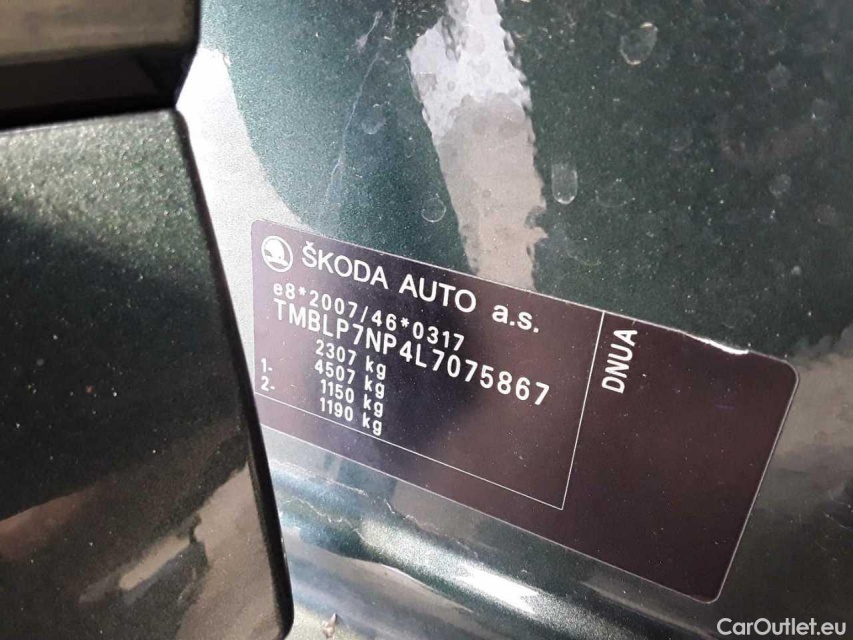 ŠKODA AUTO a.s.
e8*2007/46*0317
TMBLP7NP4L7075867
2307 kg
4507 kg
1- 1150 kg
2- 1190 kg
DNUA
CarOutlet.eu